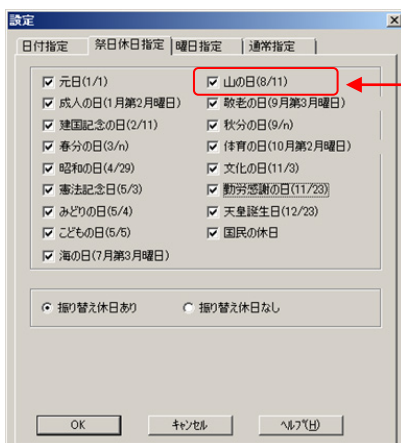 設定
日付指定 祭日休日指定 曜日指定 通常指定
元日(1/1)
成人の日(1月第2月曜日)
建国記念の日(2/11)
春分の日(3/n)
昭和の日(4/29)
憲法記念日(5/3)
みどりの日(5/4)
こどもの日(5/5)
海の日(7月第3月曜日)
山の日(8/11)
敬老の日(9月第3月曜日)
秋分の日(9/n)
体育の日(10月第2月曜日)
文化の日(11/3)
勤労感謝の日(11/23)
天皇誕生日(12/23)
国民の休日
振り替え休日あり 振り替え休日なし
OK キャンセル ヘルプ(H)